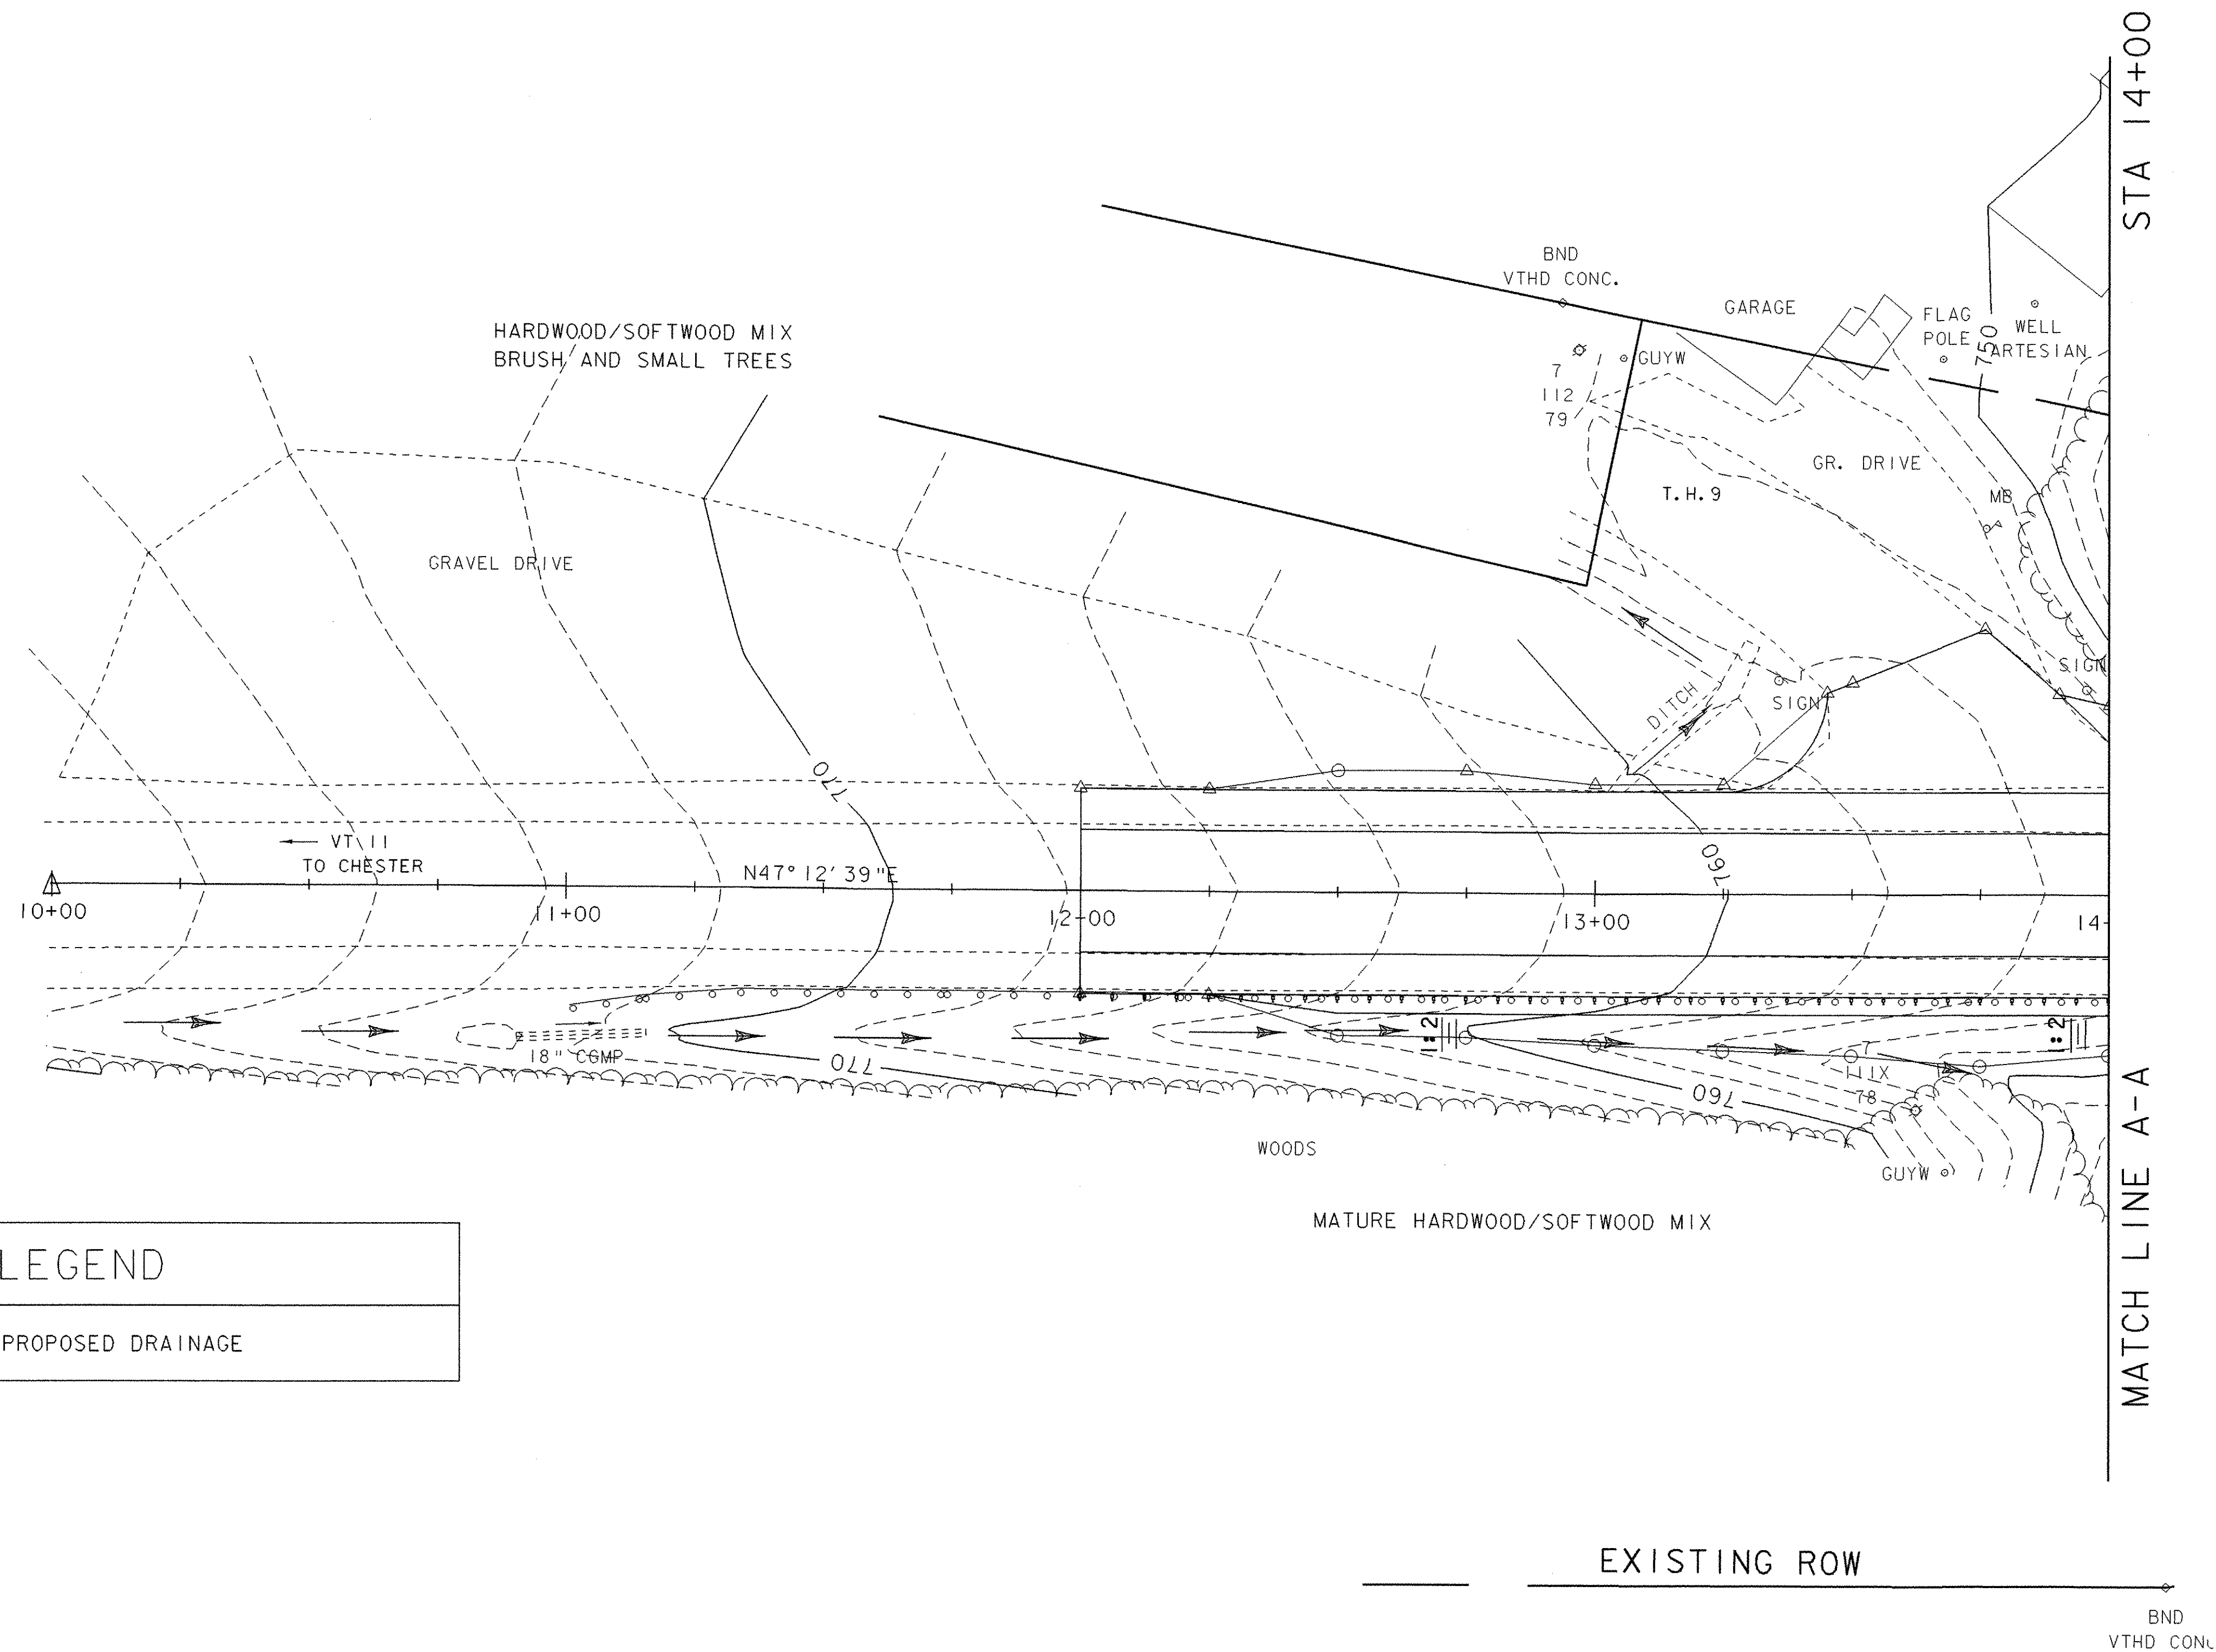 STA 14+00
BND
VTHD CONC.
GARAGE
FLAG
POLE
WELL
ARTESIAN
750
HARDWOOD/SOFTWOOD MIX
BRUSH AND SMALL TREES
GUYW
7
112
79
GR. DRIVE
T.H.9
MB
GRAVEL DRIVE
SIGN
DITCH
SIGN
770
VT 11
TO CHESTER
N47° 12' 39 "E
760
10+00
11+00
12+00
13+00
14
1:2
1:2
18" CGMP
770
7
111X
78
760
WOODS
GUYW
MATURE HARDWOOD/SOFTWOOD MIX
MATCH LINE A-A
LEGEND
PROPOSED DRAINAGE
EXISTING ROW
BND
VTHD CONC